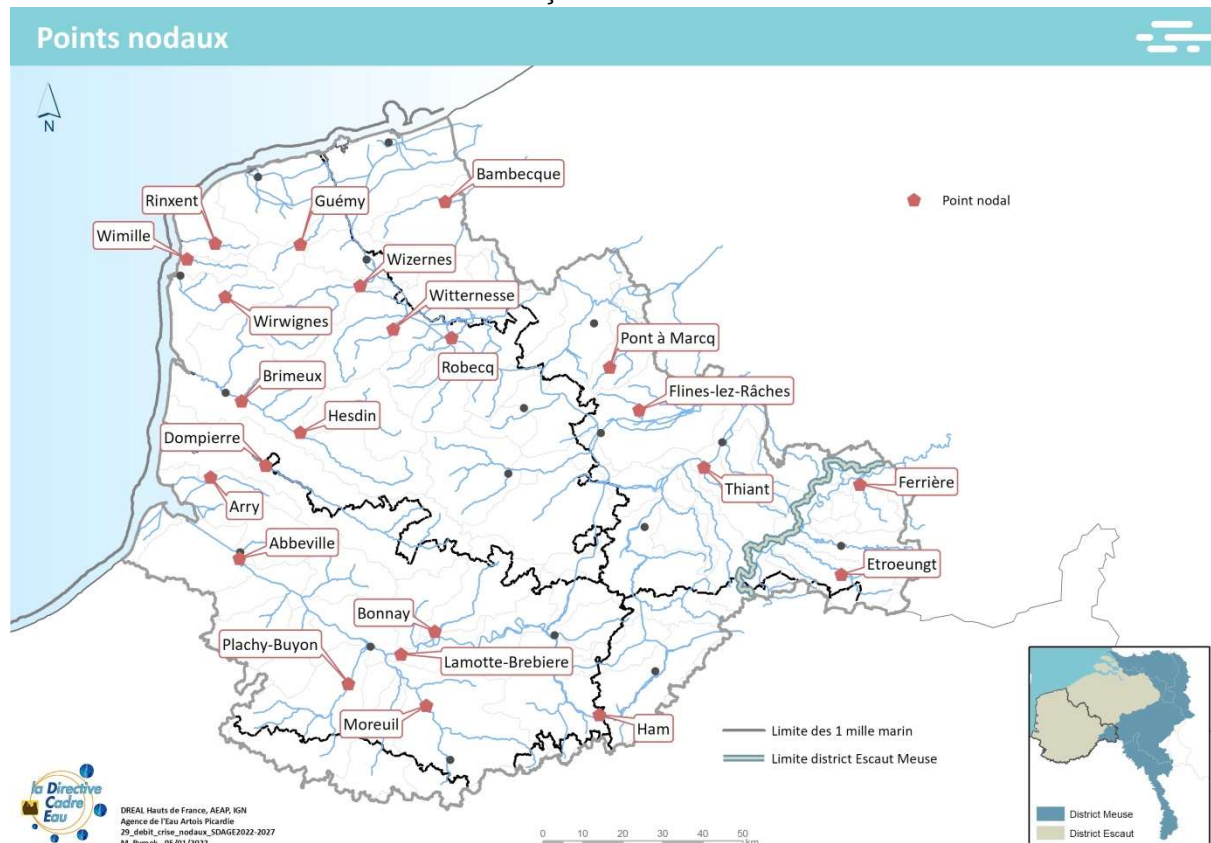 Points nodaux
N
Bambecque
Rinxent
Guémy
Point nodal
Wimille
Wizernes
Witternesse
Wirwignes
Pont à Marcq
Robecq
Brimeux
Flines-lez-Râches
Hesdin
Dompierre
Thiant
Ferrière
Arry
Abbeville
Etroeungt
Bonnay
Plachy-Buyon
Lamotte-Brebiere
Moreuil
Ham
Limite des 1 mille marin
Limite district Escaut Meuse
la Directive
Cadre
Eau
DREAL Hauts de France, AEAP, IGN
Agence de l'Eau Artois Picardie
29_debit_crise_nodaux_SDAGE2022-2027
05/01/2022
0 10 20 30 40 50
km
District Meuse
District Escaut